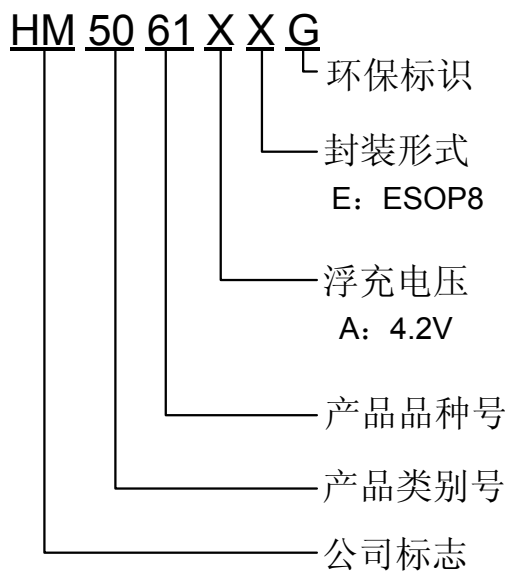 HM 50 61 X X G
环保标识
封装形式
E：ESOP8
浮充电压
A：4.2V
产品品种号
产品类别号
公司标志